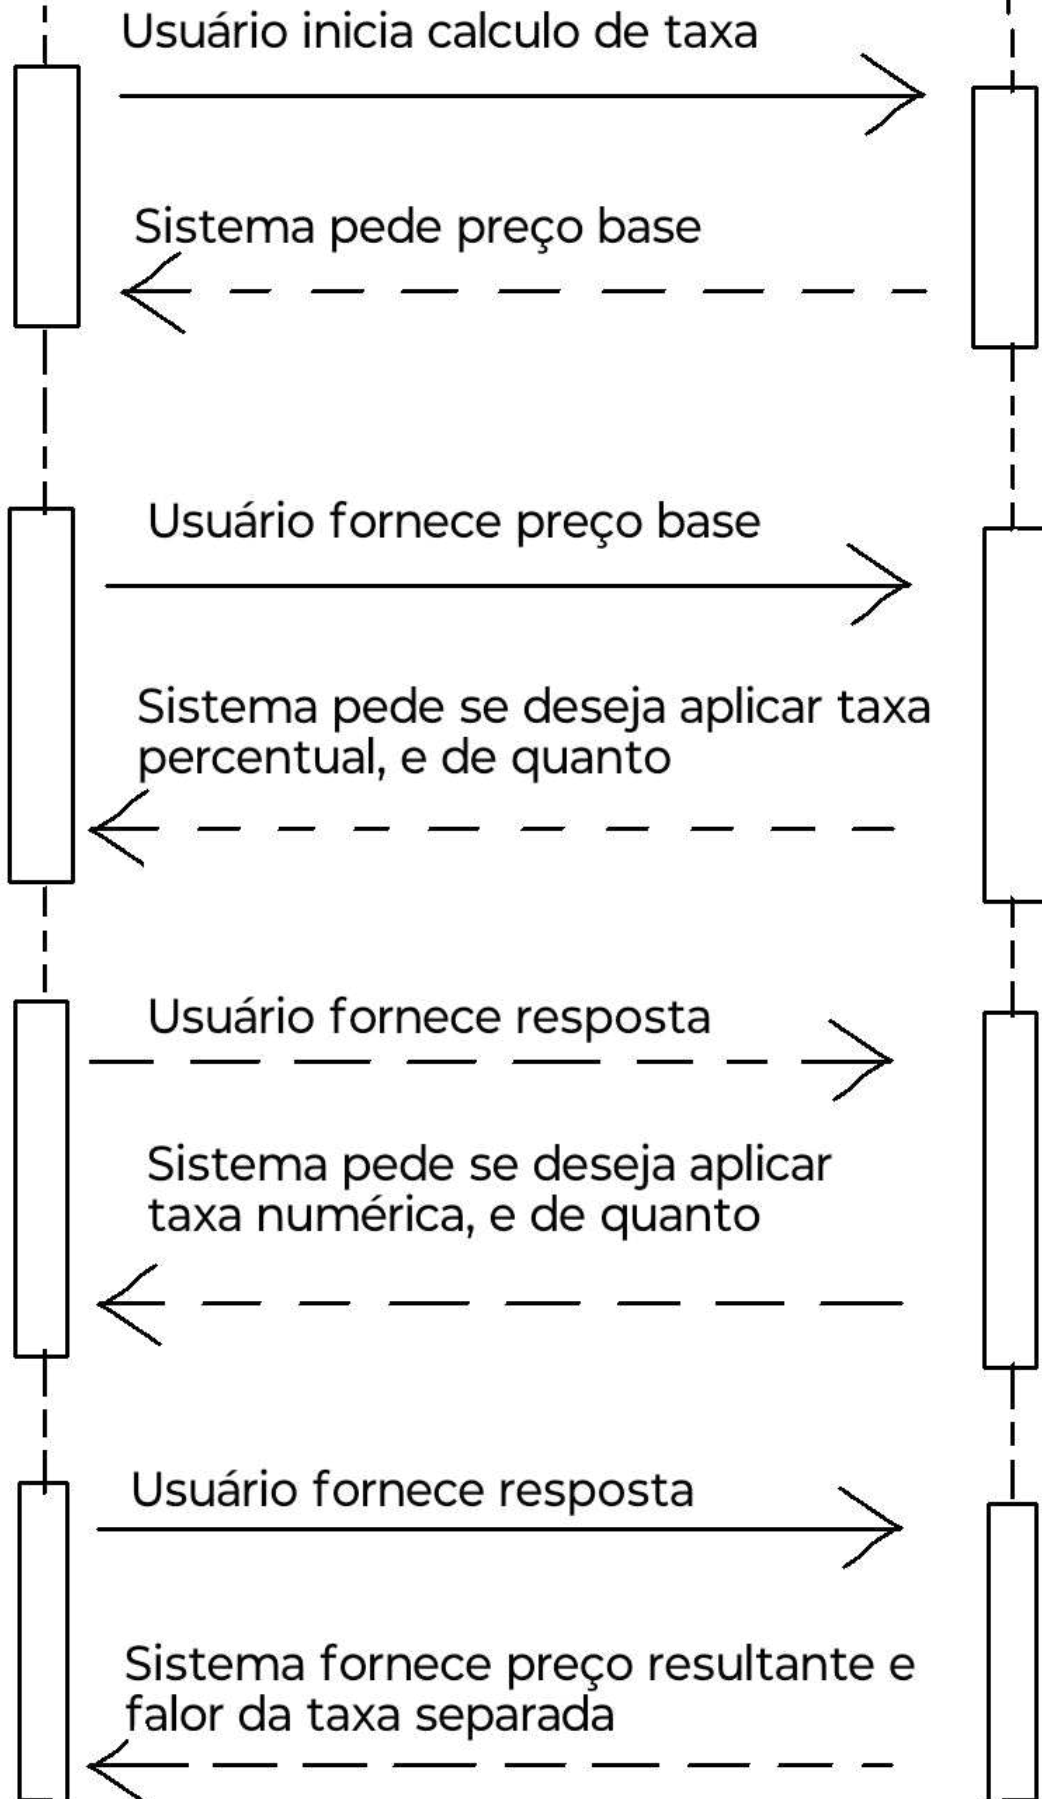 Usuário inicia calculo de taxa
Sistema pede preço base
Usuário fornece preço base
Sistema pede se deseja aplicar taxa
percentual, e de quanto
Usuário fornece resposta
Sistema pede se deseja aplicar
taxa numérica, e de quanto
Usuário fornece resposta
Sistema fornece preço resultante e
falor da taxa separada